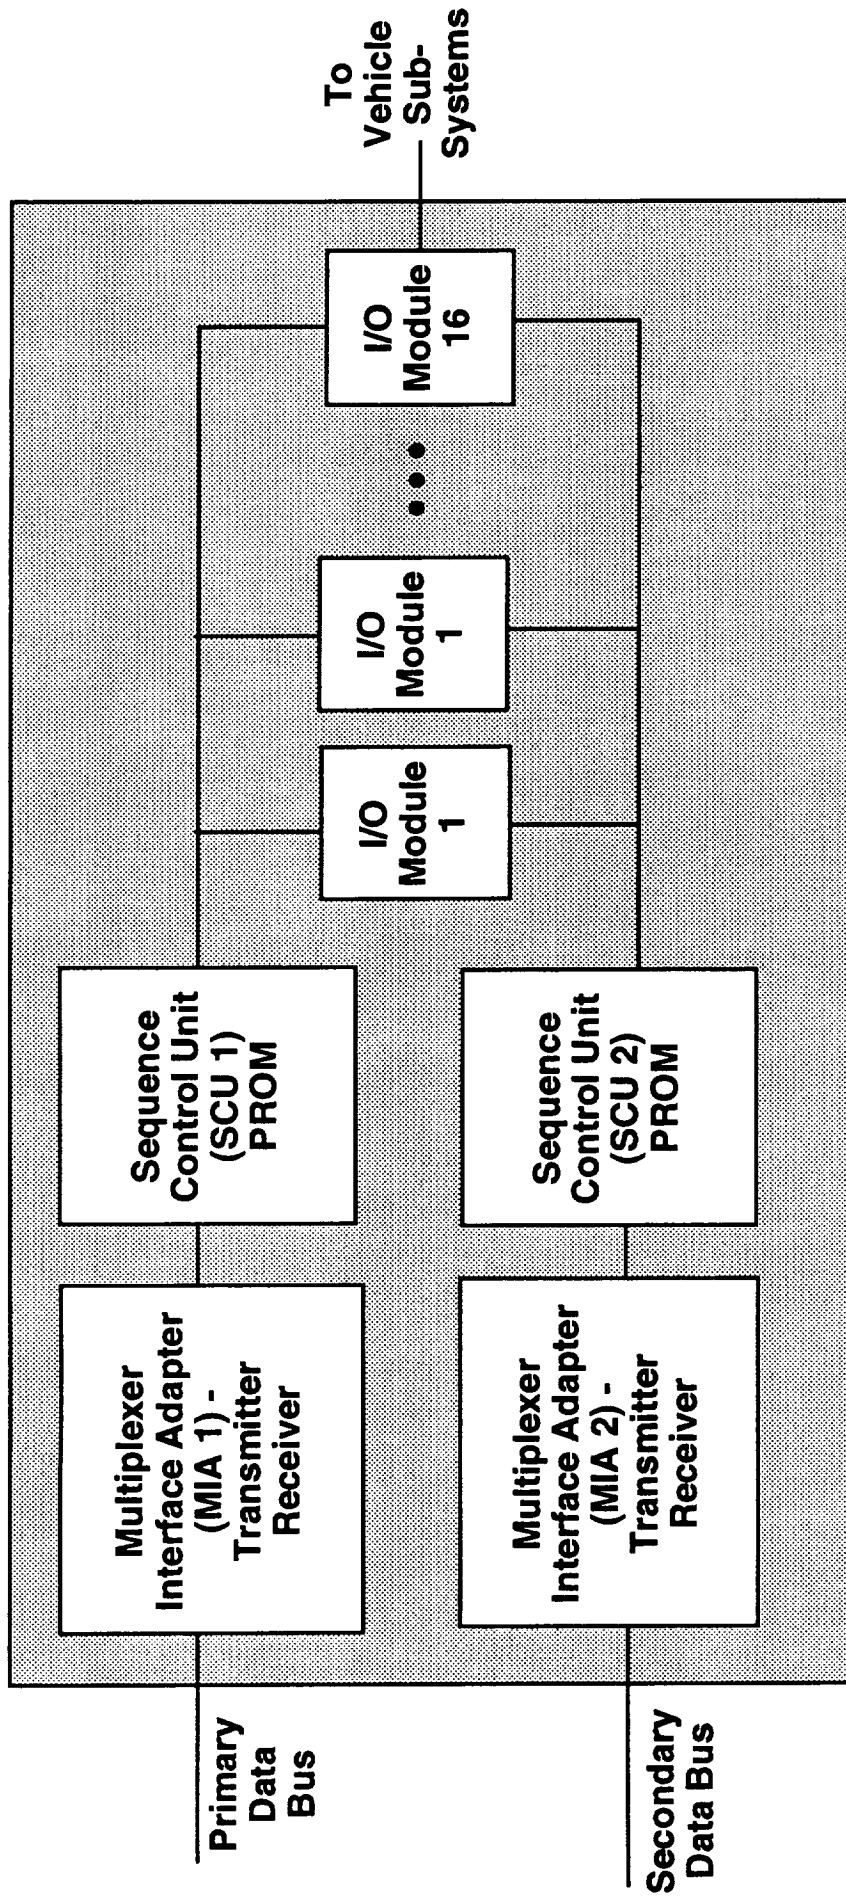 Primary
Data
Bus
Multiplexer
Interface Adapter
(MIA 1) -
Transmitter
Receiver
Sequence
Control Unit
(SCU 1)
PROM
Secondary
Data Bus
Multiplexer
Interface Adapter
(MIA 2) -
Transmitter
Receiver
Sequence
Control Unit
(SCU 2)
PROM
I/O
Module
1
I/O
Module
1
I/O
Module
16
To
Vehicle
Sub-
Systems